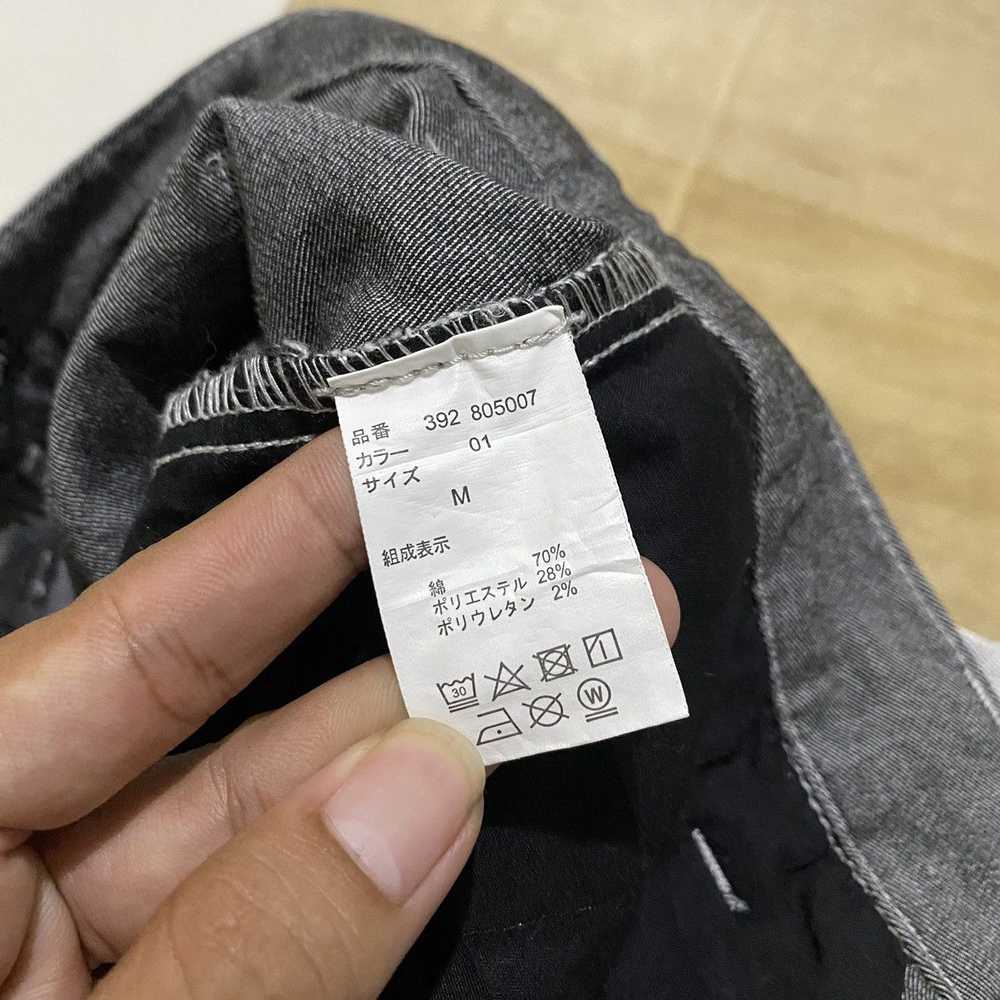 品番 392 805007
カラー 01
サイズ
M
組成表示
綿 70%
ポリエステル 28%
ポリウレタン 2%
30
W